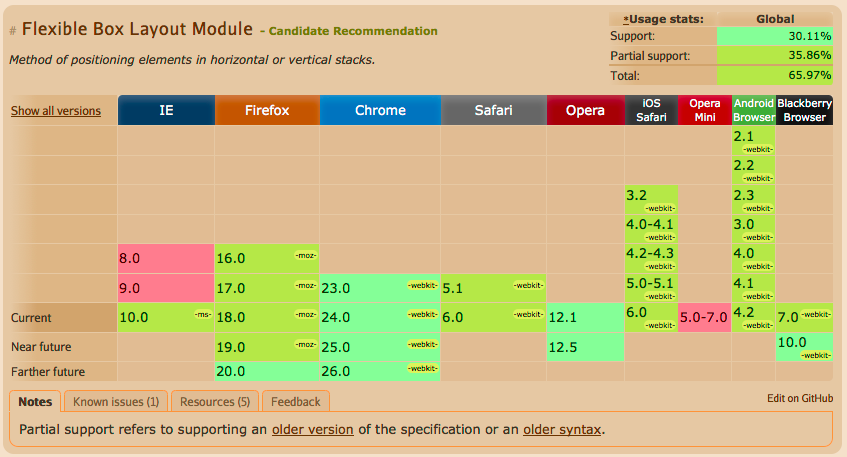 # Flexible Box Layout Module - Candidate Recommendation
*Usage stats: Global
Support: 30.11%
Partial support: 35.86%
Total: 65.97%
Method of positioning elements in horizontal or vertical stacks.
Show all versions IE Firefox Chrome Safari Opera iOS Safari Opera Mini Android Browser Blackberry Browser
2.1 -webkit-
2.2 -webkit-
3.2 -webkit- 2.3 -webkit-
4.0-4.1 -webkit- 3.0 -webkit-
8.0 16.0 -moz- 4.2-4.3 -webkit- 4.0 -webkit-
9.0 17.0 -moz- 23.0 -webkit- 5.1 -webkit- 5.0-5.1 -webkit- 4.1 -webkit-
Current 10.0 -ms- 18.0 -moz- 24.0 -webkit- 6.0 -webkit- 12.1 6.0 -webkit- 5.0-7.0 4.2 -webkit- 7.0 -webkit-
Near future 19.0 -moz- 25.0 -webkit- 12.5 10.0 -webkit-
Farther future 20.0 26.0 -webkit-
Notes Known issues (1) Resources (5) Feedback Edit on GitHub
Partial support refers to supporting an older version of the specification or an older syntax.